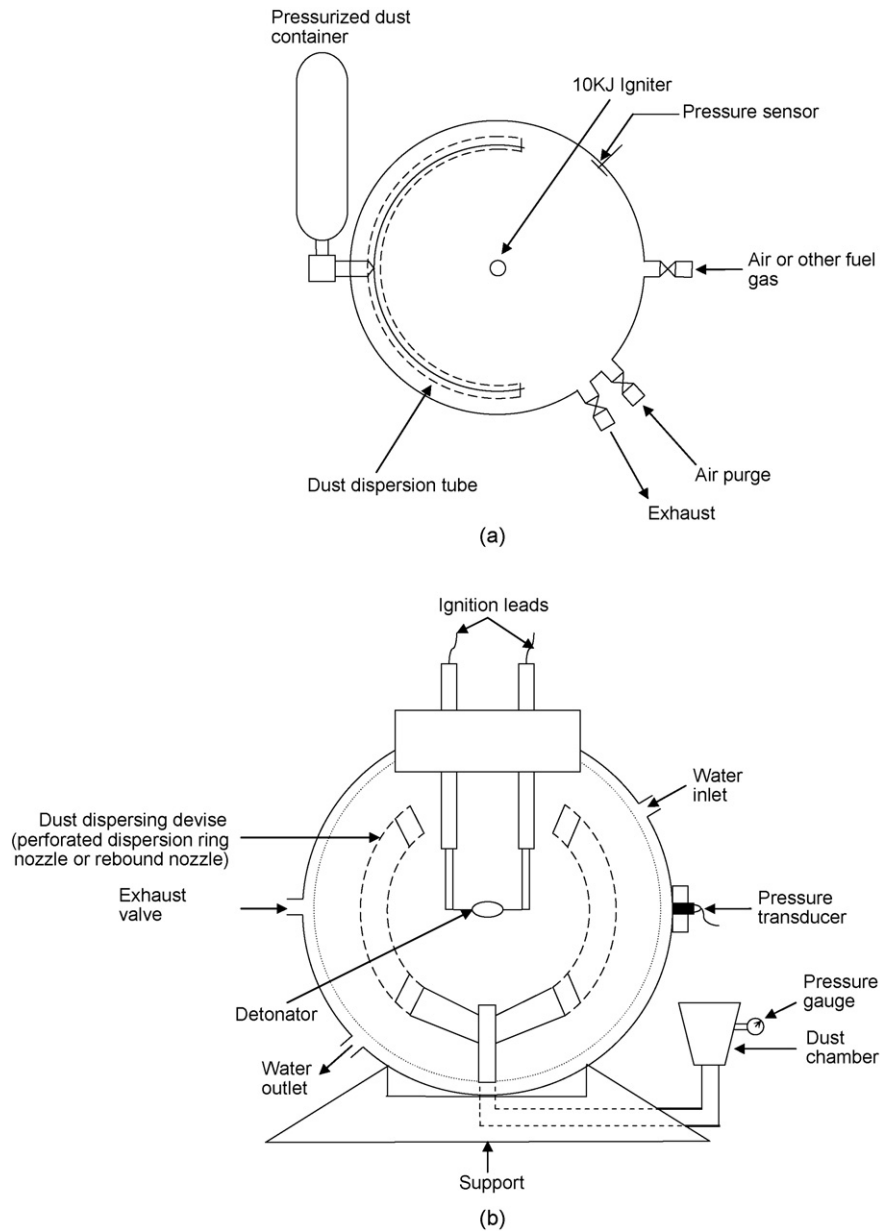 Pressurized dust
container
10KJ Igniter
Pressure sensor
Air or other fuel
gas
Air purge
Dust dispersion tube
Exhaust
(a)
Ignition leads
Water
inlet
Dust dispersing devise
(perforated dispersion ring
nozzle or rebound nozzle)
Exhaust
valve
Pressure
transducer
Pressure
gauge
Detonator
Dust
chamber
Water
outlet
Support
(b)